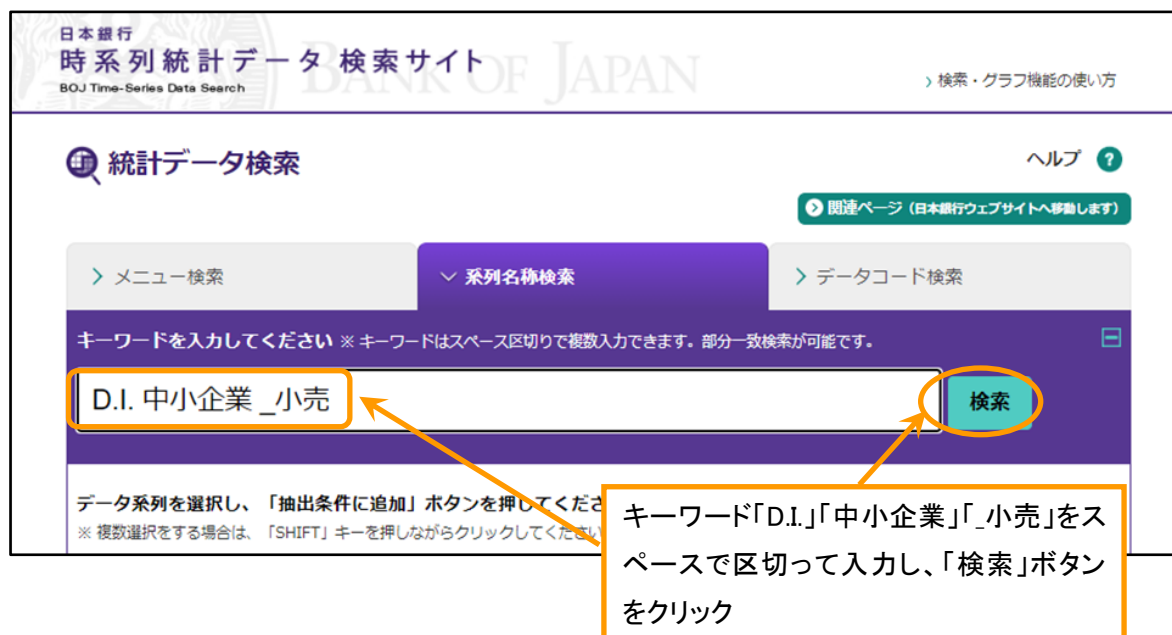 日本銀行
時系列統計データ 検索サイト
BOJ Time-Series Data Search
BANK OF JAPAN
検索・グラフ機能の使い方
統計データ検索
ヘルプ ?
関連ページ（日本銀行ウェブサイトへ移動します）
メニュー検索
系列名称検索
データコード検索
キーワードを入力してください ※ キーワードはスペース区切りで複数入力できます。部分一致検索が可能です。
D.I. 中小企業 _小売
検索
データ系列を選択し、「抽出条件に追加」ボタンを押してくださ
※ 複数選択をする場合は、「SHIFT」キーを押しながらクリックしてください
キーワード｢D.I.｣｢中小企業｣｢_小売｣をス
ペースで区切って入力し、｢検索｣ボタン
をクリック